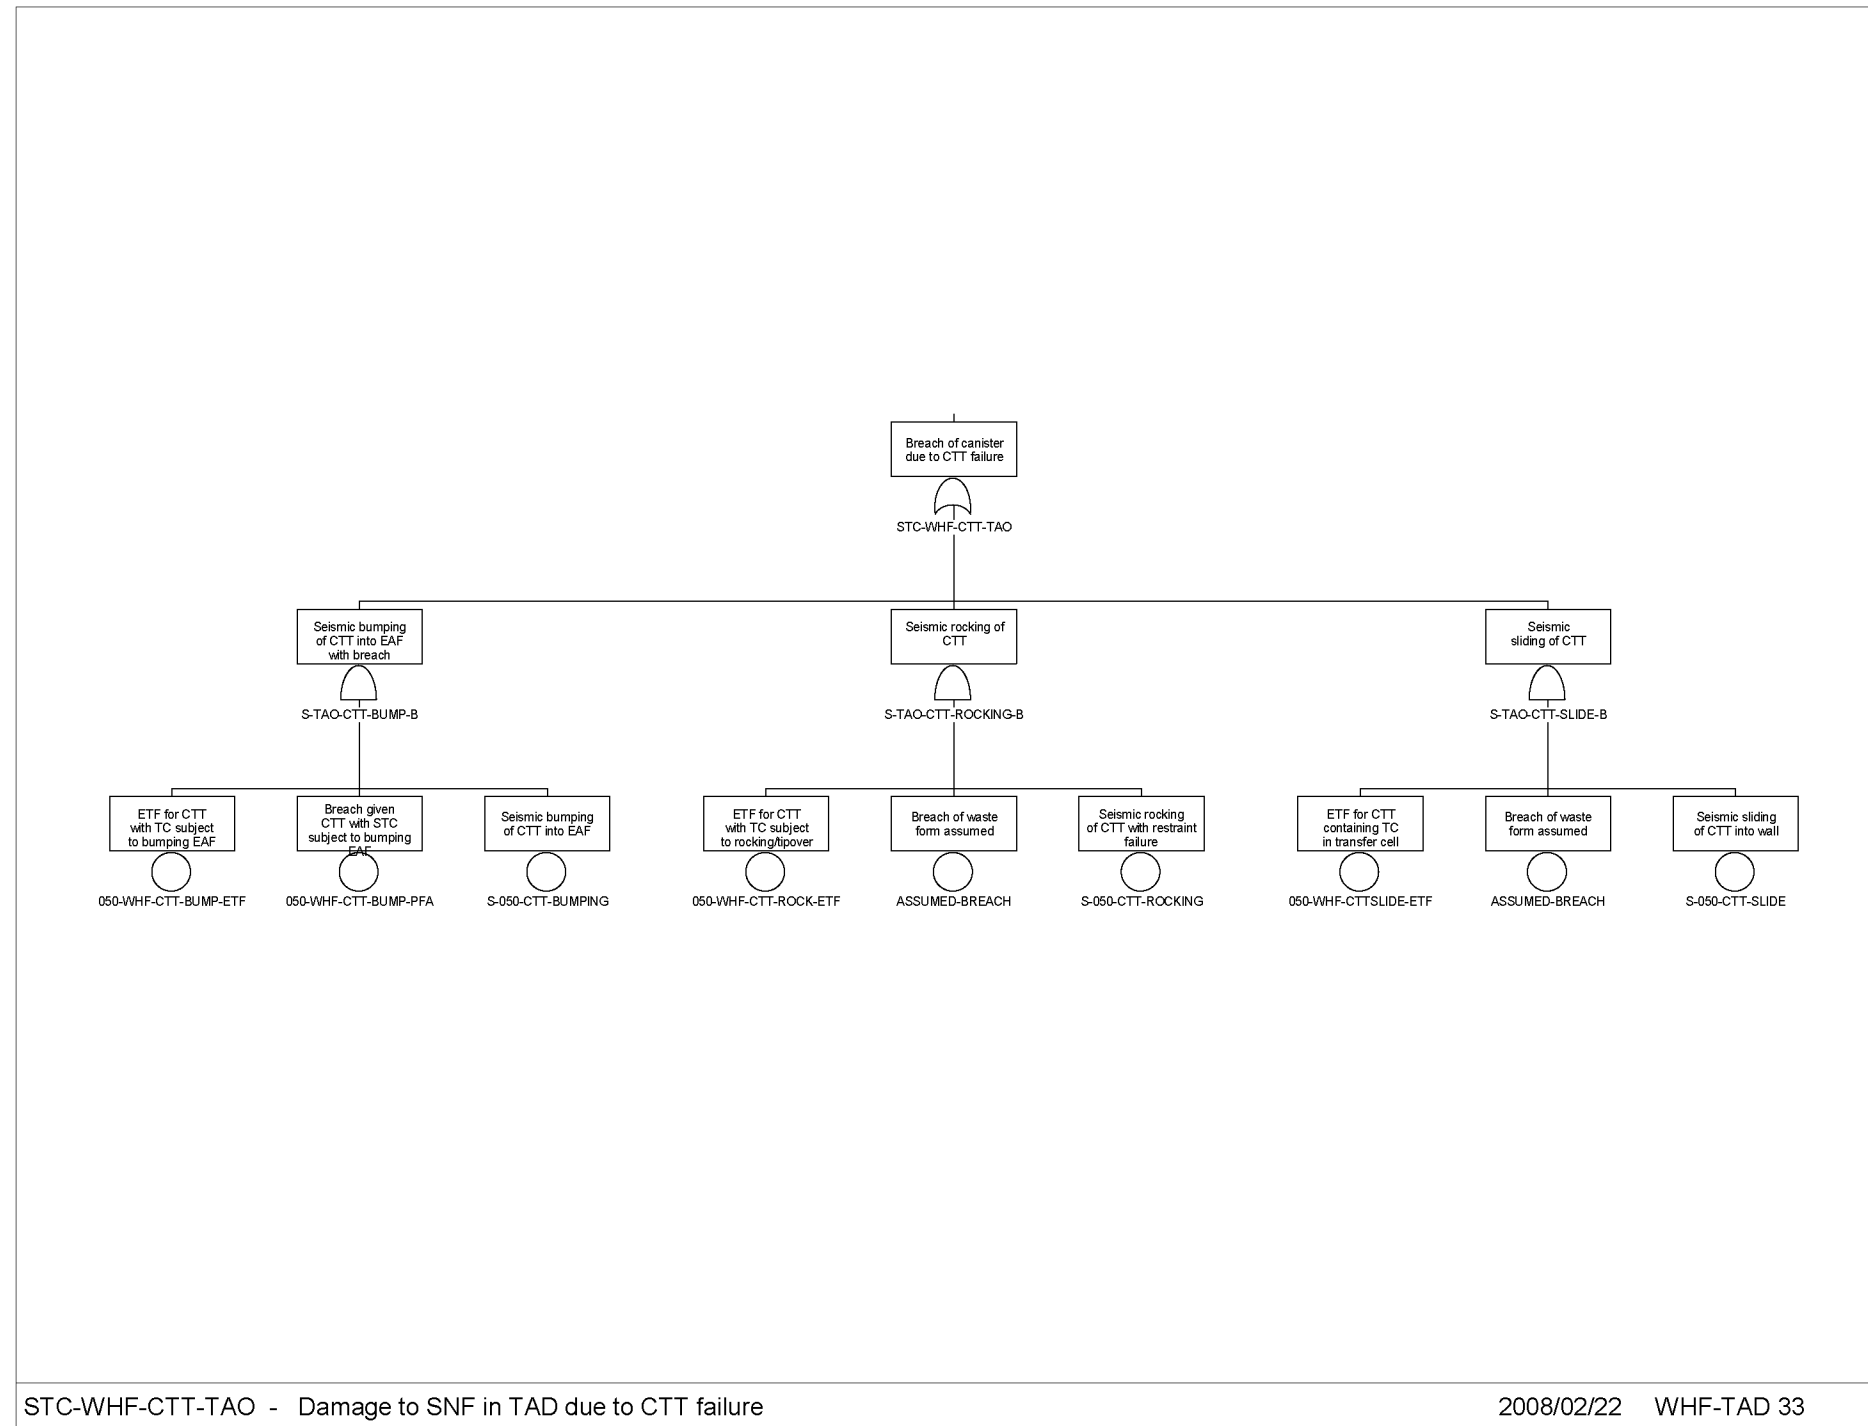 Breach of canister
due to CTT failure
STC-WHF-CTT-TAO
Seismic bumping
of CTT into EAF
with breach
S-TAO-CTT-BUMP-B
Seismic rocking of
CTT
S-TAO-CTT-ROCKING-B
Seismic
sliding of CTT
S-TAO-CTT-SLIDE-B
ETF for CTT
with TC subject
to bumping EAF
050-WHF-CTT-BUMP-ETF
Breach given
CTT with STC
subject to bumping
EAF
050-WHF-CTT-BUMP-PFA
Seismic bumping
of CTT into EAF
S-050-CTT-BUMPING
ETF for CTT
with TC subject
to rocking/tipover
050-WHF-CTT-ROCK-ETF
Breach of waste
form assumed
ASSUMED-BREACH
Seismic rocking
of CTT with restraint
failure
S-050-CTT-ROCKING
ETF for CTT
containing TC
in transfer cell
050-WHF-CTTSLIDE-ETF
Breach of waste
form assumed
ASSUMED-BREACH
Seismic sliding
of CTT into wall
S-050-CTT-SLIDE
STC-WHF-CTT-TAO - Damage to SNF in TAD due to CTT failure
2008/02/22 WHF-TAD 33